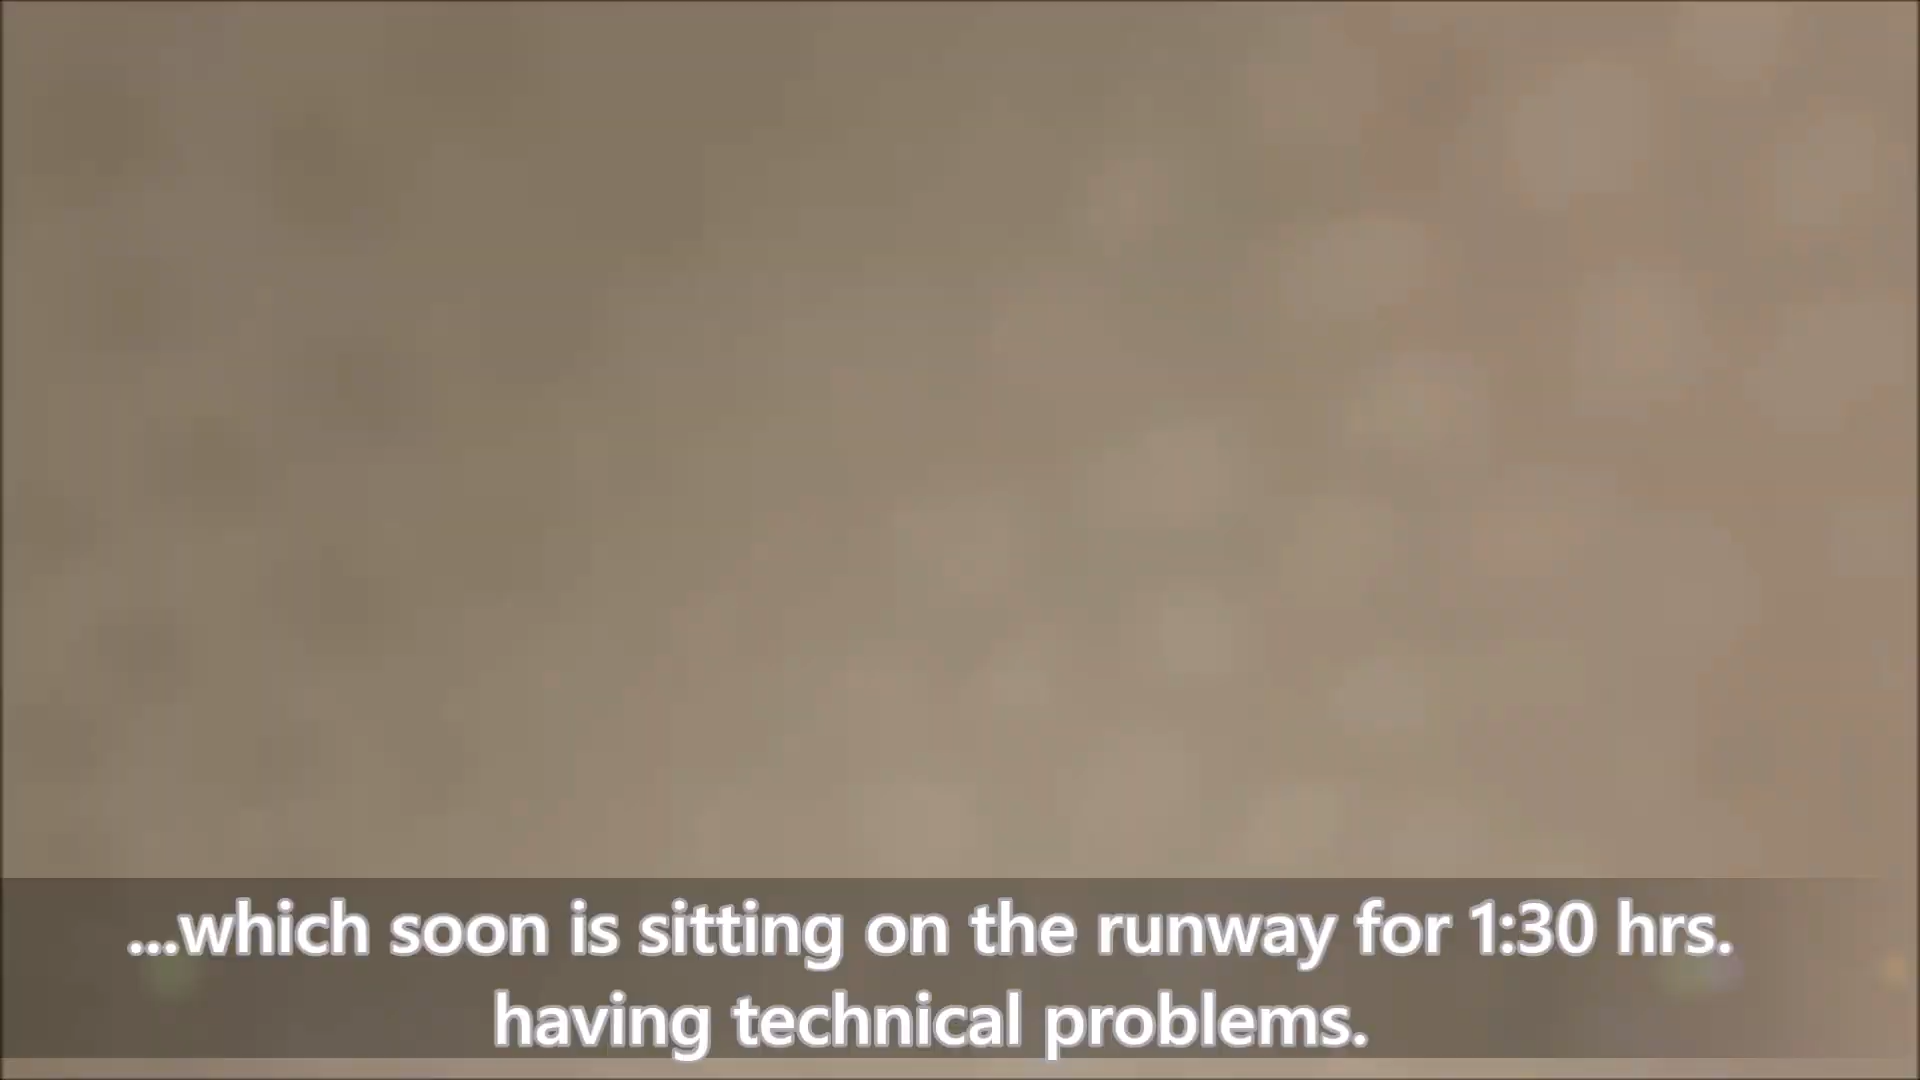 ...which soon is sitting on the runway for 1:30 hrs.
having technical problems.